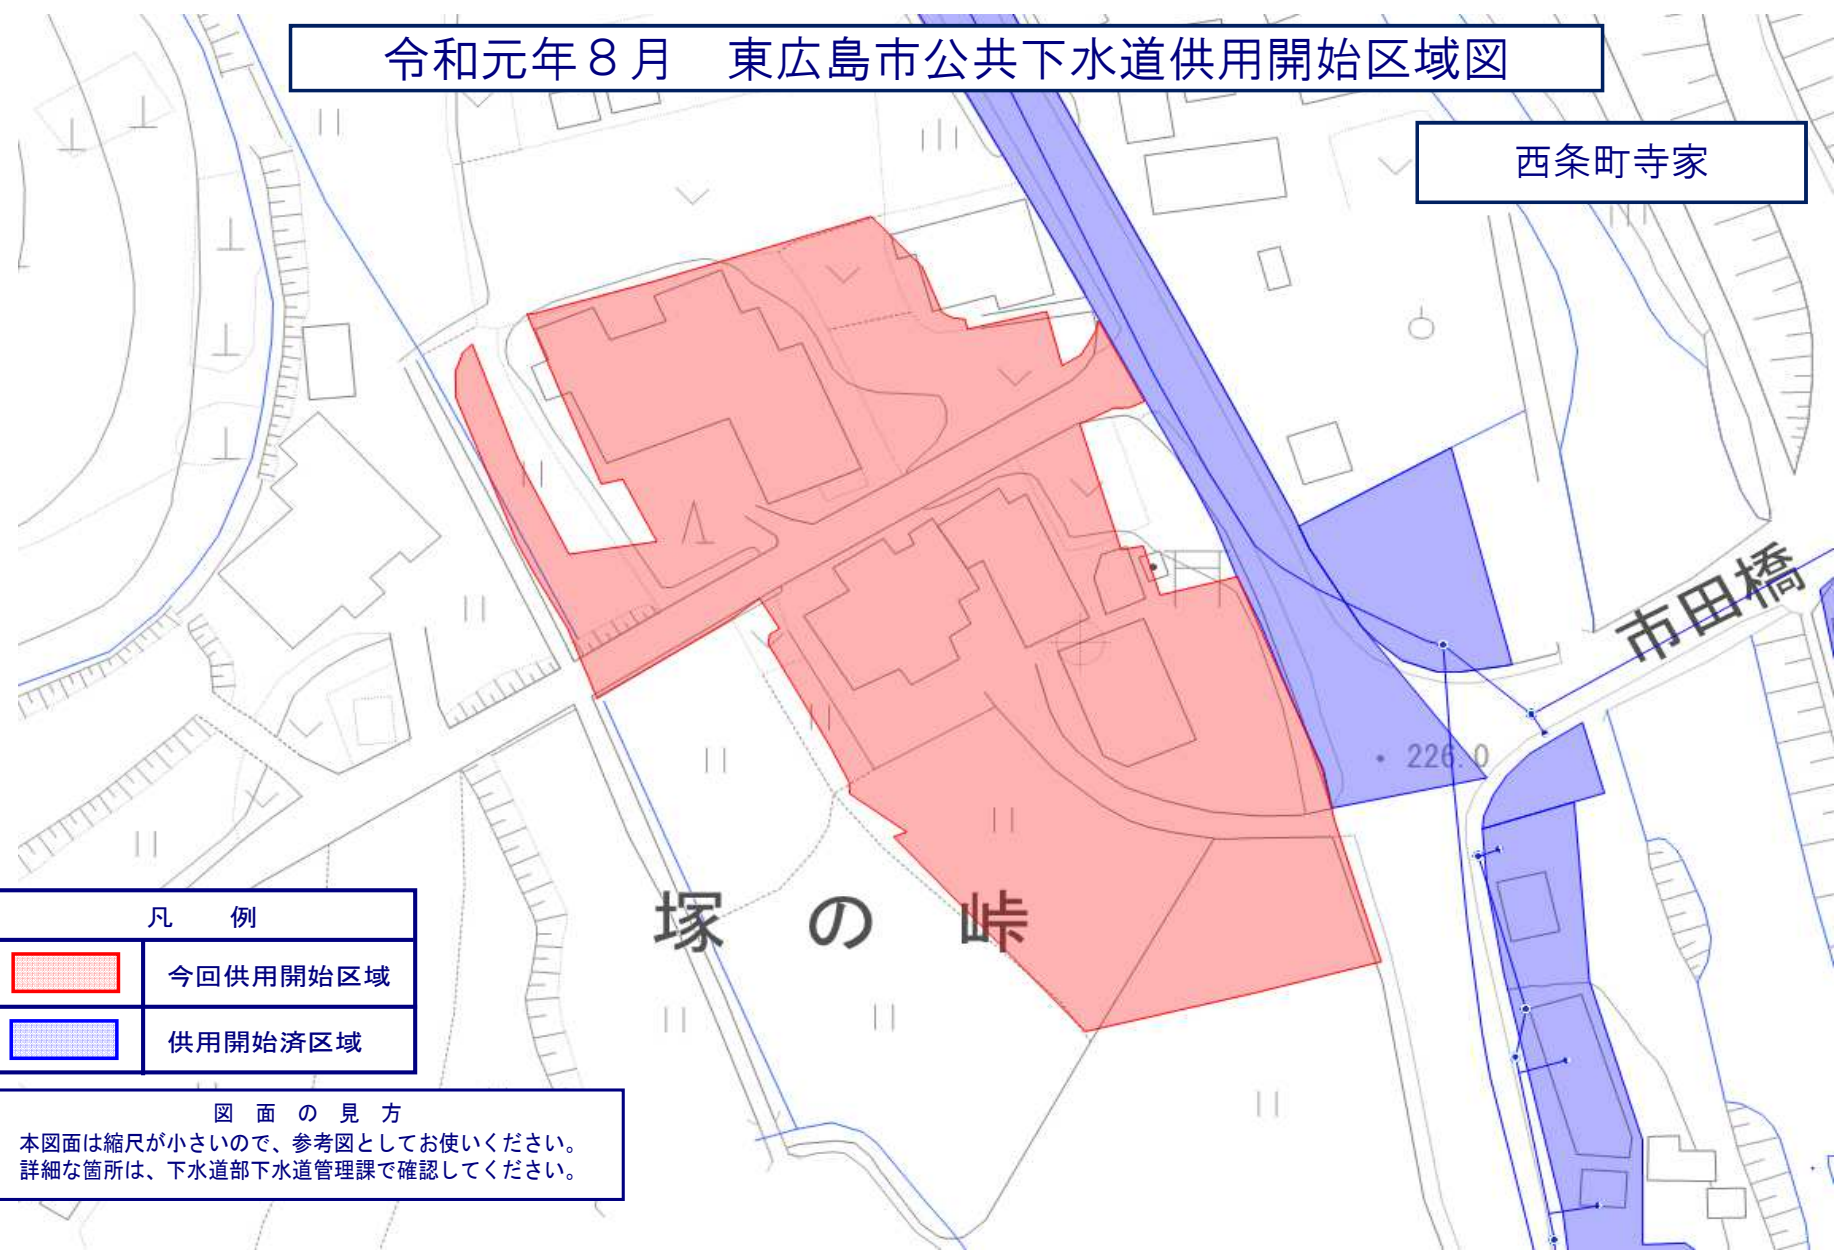 令和元年８月　東広島市公共下水道供用開始区域図
西条町寺家
市田橋
・226.0
塚の峠
凡　例
今回供用開始区域
供用開始済区域
図面の見方
本図面は縮尺が小さいので、参考図としてお使いください。
詳細な箇所は、下水道部下水道管理課で確認してください。